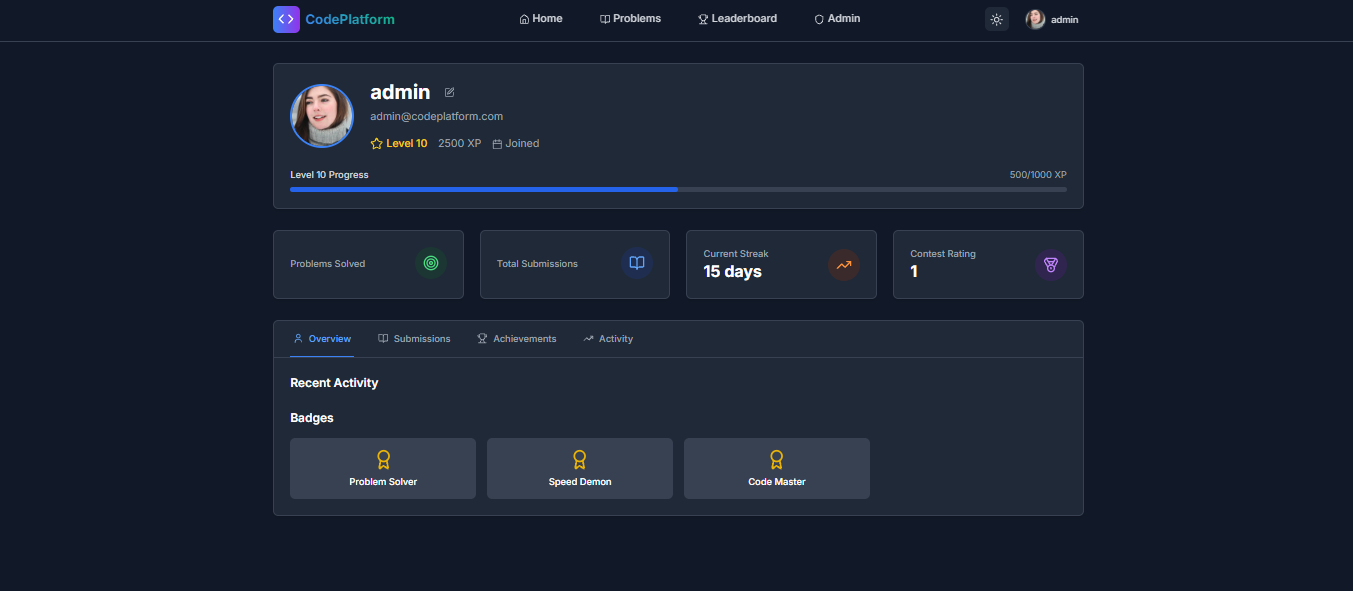 CodePlatform
Home Problems Leaderboard Admin
admin
admin
admin@codeplatform.com
Level 10 2500 XP Joined
Level 10 Progress 500/1000 XP
Problems Solved
Total Submissions
Current Streak
15 days
Contest Rating
1
Overview Submissions Achievements Activity
Recent Activity
Badges
Problem Solver Speed Demon Code Master